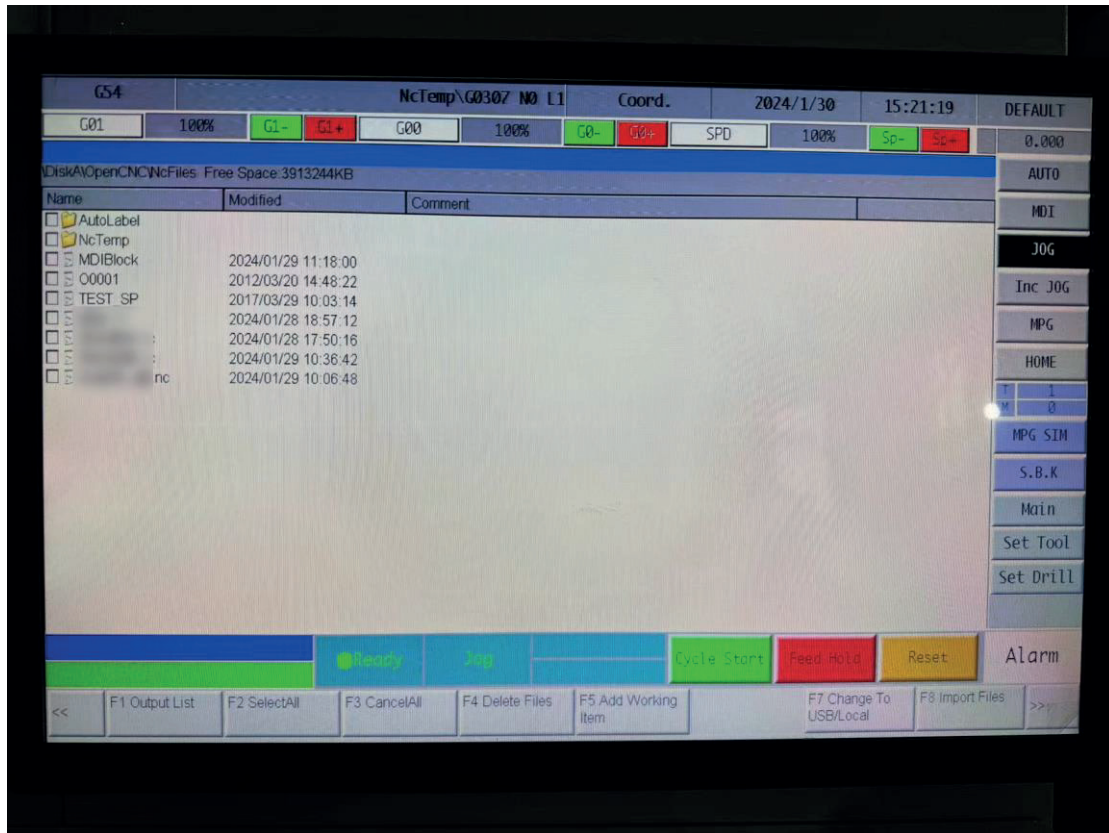 G54 NcTemp\G0307 N0 L1 Coord. 2024/1/30 15:21:19 DEFAULT
G01 100% G1- G1+ G00 100% G0- G0+ SPD 100% Sp- Sp+ 0.000
\DiskA\OpenCNC\NcFiles Free Space:3913244KB
Name Modified Comment
AutoLabel
NcTemp
MDIBlock 2024/01/29 11:18:00
O0001 2012/03/20 14:48:22
TEST_SP 2017/03/29 10:03:14
2024/01/28 18:57:12
2024/01/28 17:50:16
2024/01/29 10:36:42
nc 2024/01/29 10:06:48
AUTO
MDI
JOG
Inc JOG
MPG
HOME
T 1
M 0
MPG SIM
S.B.K
Main
Set Tool
Set Drill
Ready Jog Cycle Start Feed Hold Reset Alarm
<< F1 Output List F2 SelectAll F3 CancelAll F4 Delete Files F5 Add Working F7 Change To F8 Import Files >>
Item USB/Local